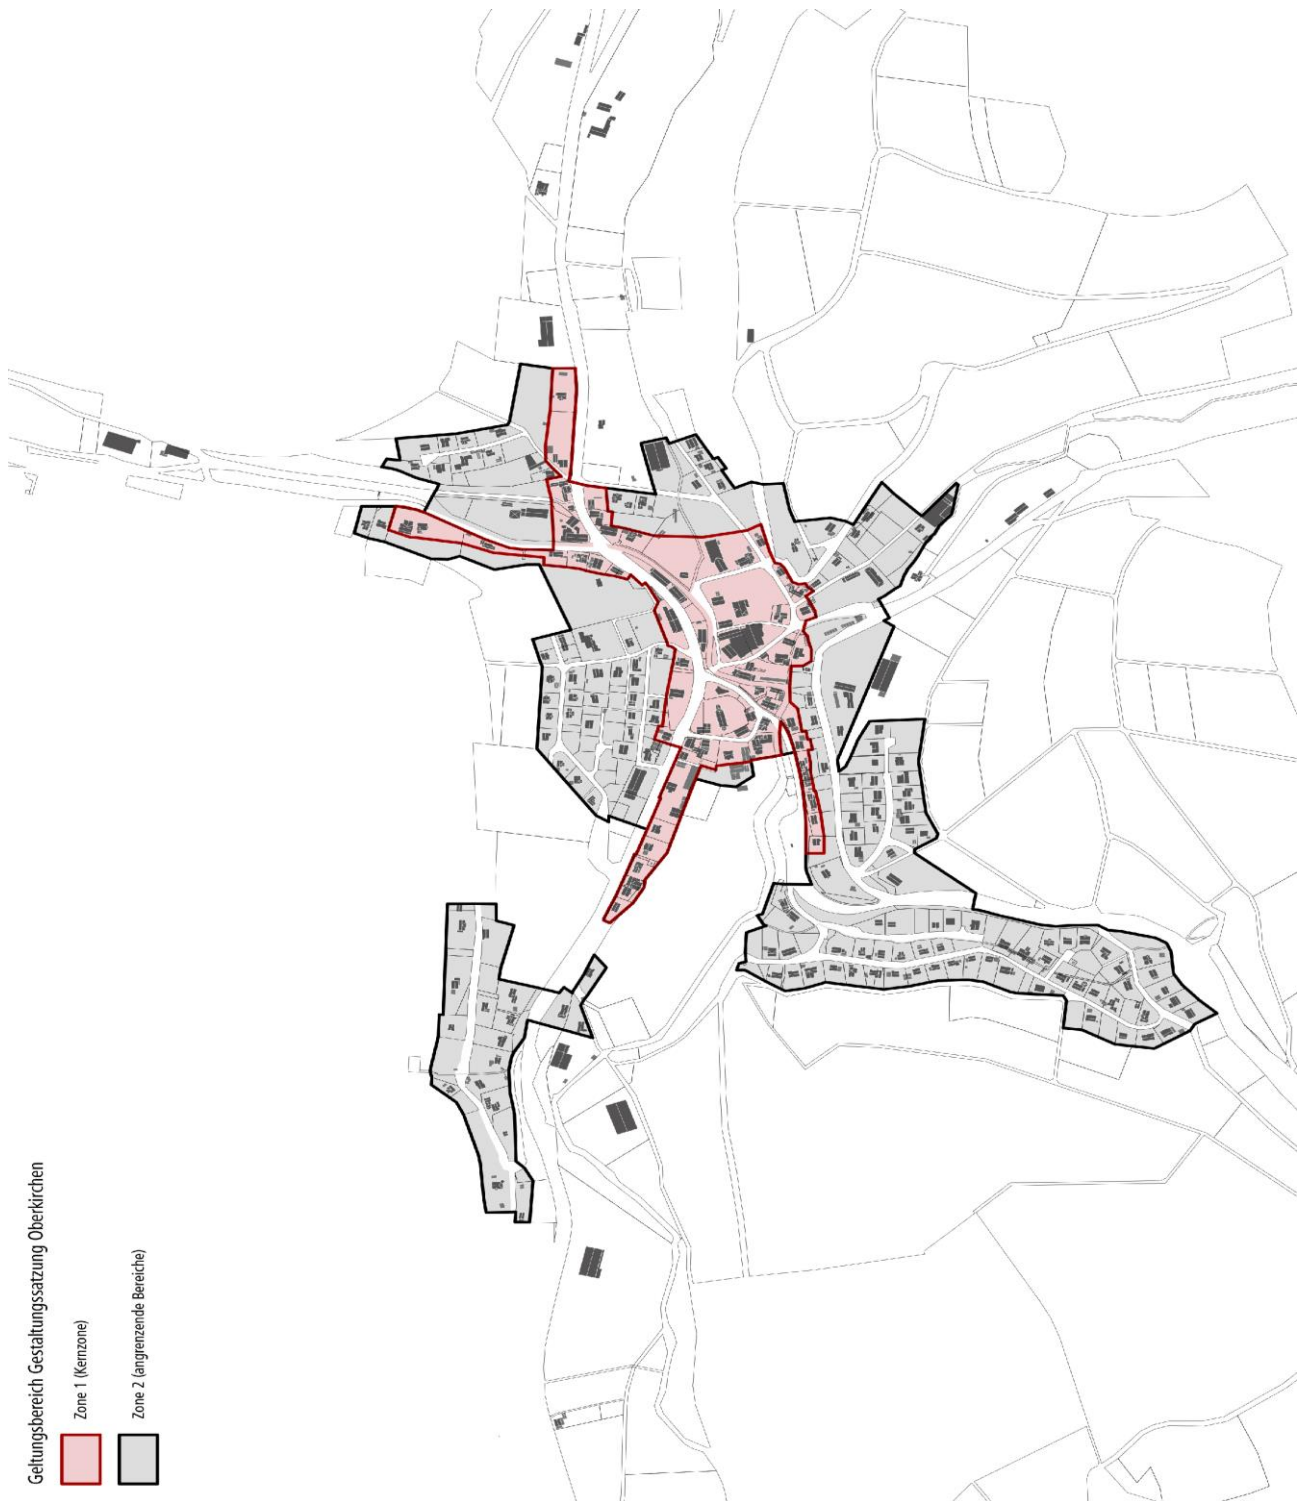 Geltungsbereich Gestaltungssatzung Oberkirchen
Zone 1 (Kernzone)
Zone 2 (angrenzende Bereiche)